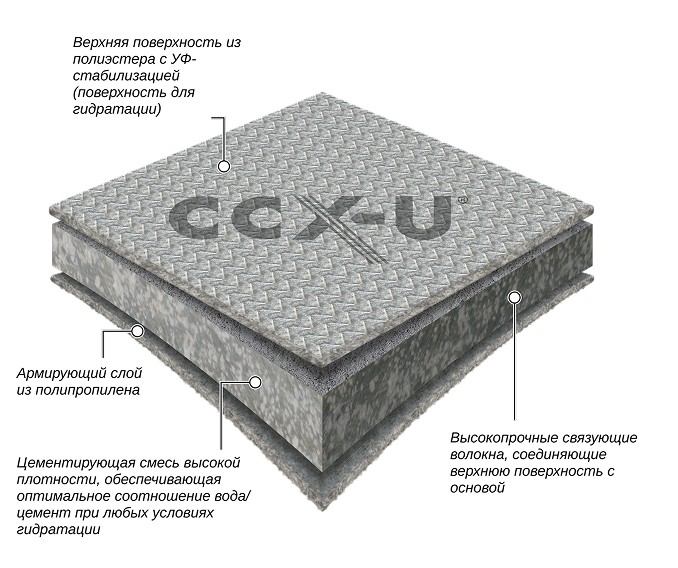 Верхняя поверхность из
полиэстера с УФ-
стабилизацией
(поверхность для
гидратации)
CCX-U®
Армирующий слой
из полипропилена
Высокопрочные связующие
волокна, соединяющие
верхнюю поверхность с
основой
Цементирующая смесь высокой
плотности, обеспечивающая
оптимальное соотношение вода/
цемент при любых условиях
гидратации